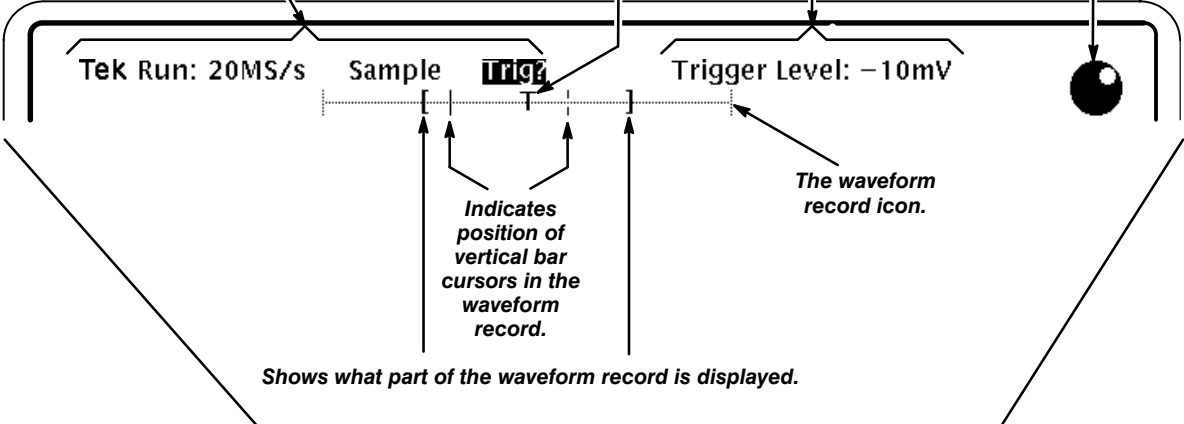 Tek Run: 20MS/s Sample Trig? Trigger Level: −10mV
[ T ]
The waveform
record icon.
Indicates
position of
vertical bar
cursors in the
waveform
record.
Shows what part of the waveform record is displayed.